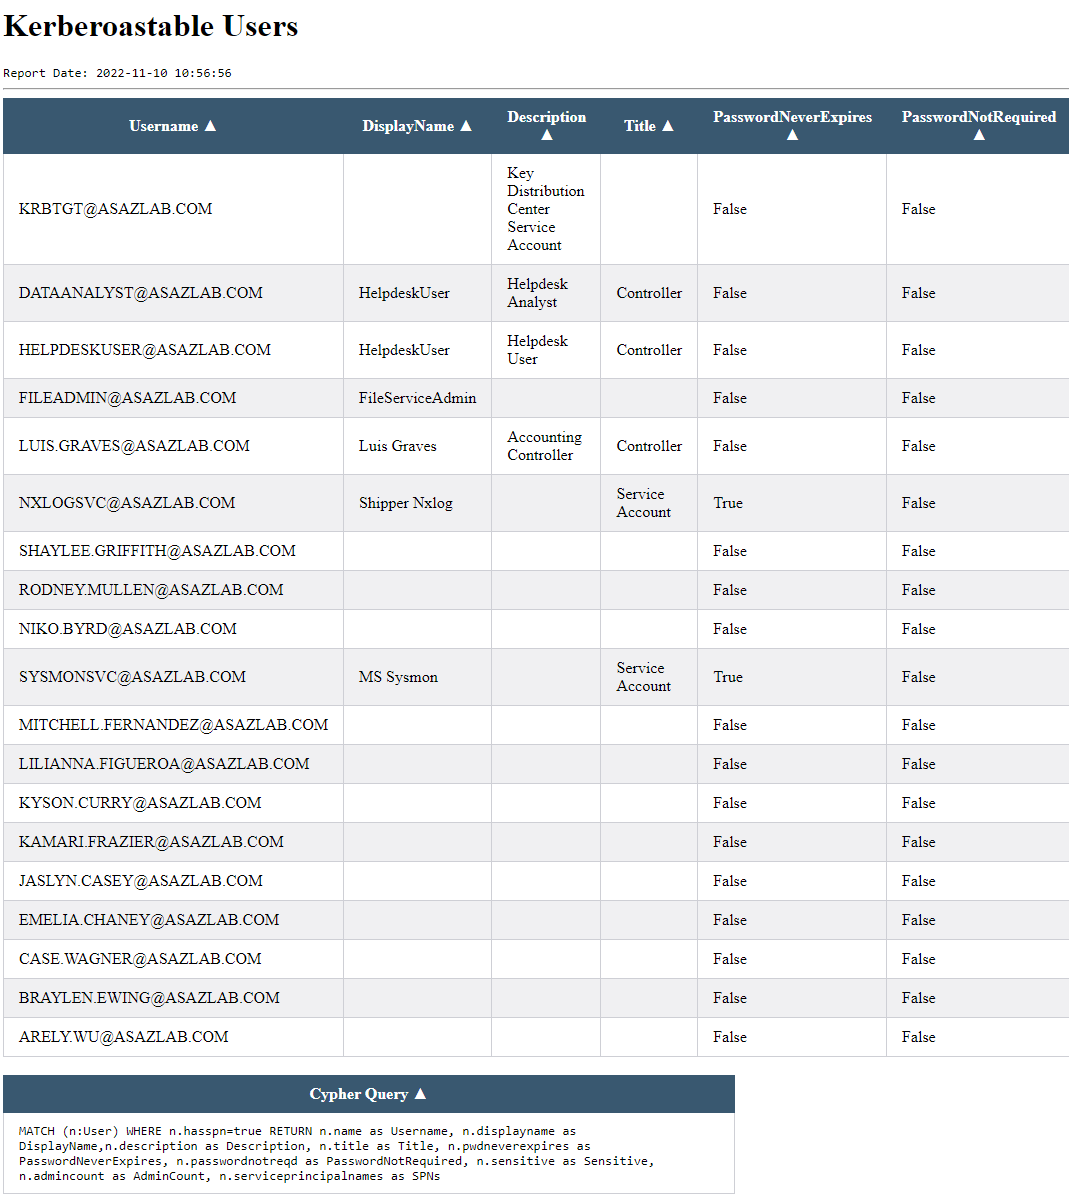 Kerberoastable Users
Report Date: 2022-11-10 10:56:56
Username ▲ DisplayName ▲ Description ▲ Title ▲ PasswordNeverExpires ▲ PasswordNotRequired ▲
KRBTGT@ASAZLAB.COM Key Distribution Center Service Account False False
DATAANALYST@ASAZLAB.COM HelpdeskUser Helpdesk Analyst Controller False False
HELPDESKUSER@ASAZLAB.COM HelpdeskUser Helpdesk User Controller False False
FILEADMIN@ASAZLAB.COM FileServiceAdmin False False
LUIS.GRAVES@ASAZLAB.COM Luis Graves Accounting Controller Controller False False
NXLOGSVC@ASAZLAB.COM Shipper Nxlog Service Account True False
SHAYLEE.GRIFFITH@ASAZLAB.COM False False
RODNEY.MULLEN@ASAZLAB.COM False False
NIKO.BYRD@ASAZLAB.COM False False
SYSMONSVC@ASAZLAB.COM MS Sysmon Service Account True False
MITCHELL.FERNANDEZ@ASAZLAB.COM False False
LILIANNA.FIGUEROA@ASAZLAB.COM False False
KYSON.CURRY@ASAZLAB.COM False False
KAMARI.FRAZIER@ASAZLAB.COM False False
JASLYN.CASEY@ASAZLAB.COM False False
EMELIA.CHANEY@ASAZLAB.COM False False
CASE.WAGNER@ASAZLAB.COM False False
BRAYLEN.EWING@ASAZLAB.COM False False
ARELY.WU@ASAZLAB.COM False False
Cypher Query ▲
MATCH (n:User) WHERE n.hasspn=true RETURN n.name as Username, n.displayname as
DisplayName,n.description as Description, n.title as Title, n.pwdneverexpires as
PasswordNeverExpires, n.passwordnotreqd as PasswordNotRequired, n.sensitive as Sensitive,
n.admincount as AdminCount, n.serviceprincipalnames as SPNs